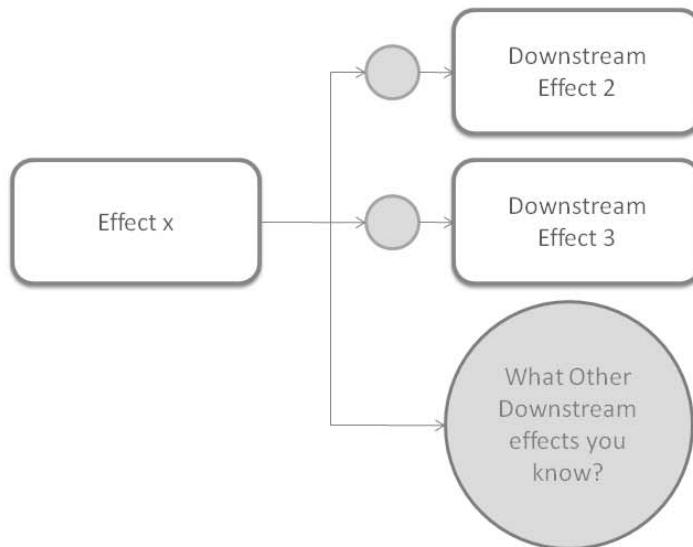 Downstream
Effect 2
Effect x
Downstream
Effect 3
What Other
Downstream
effects you
know?